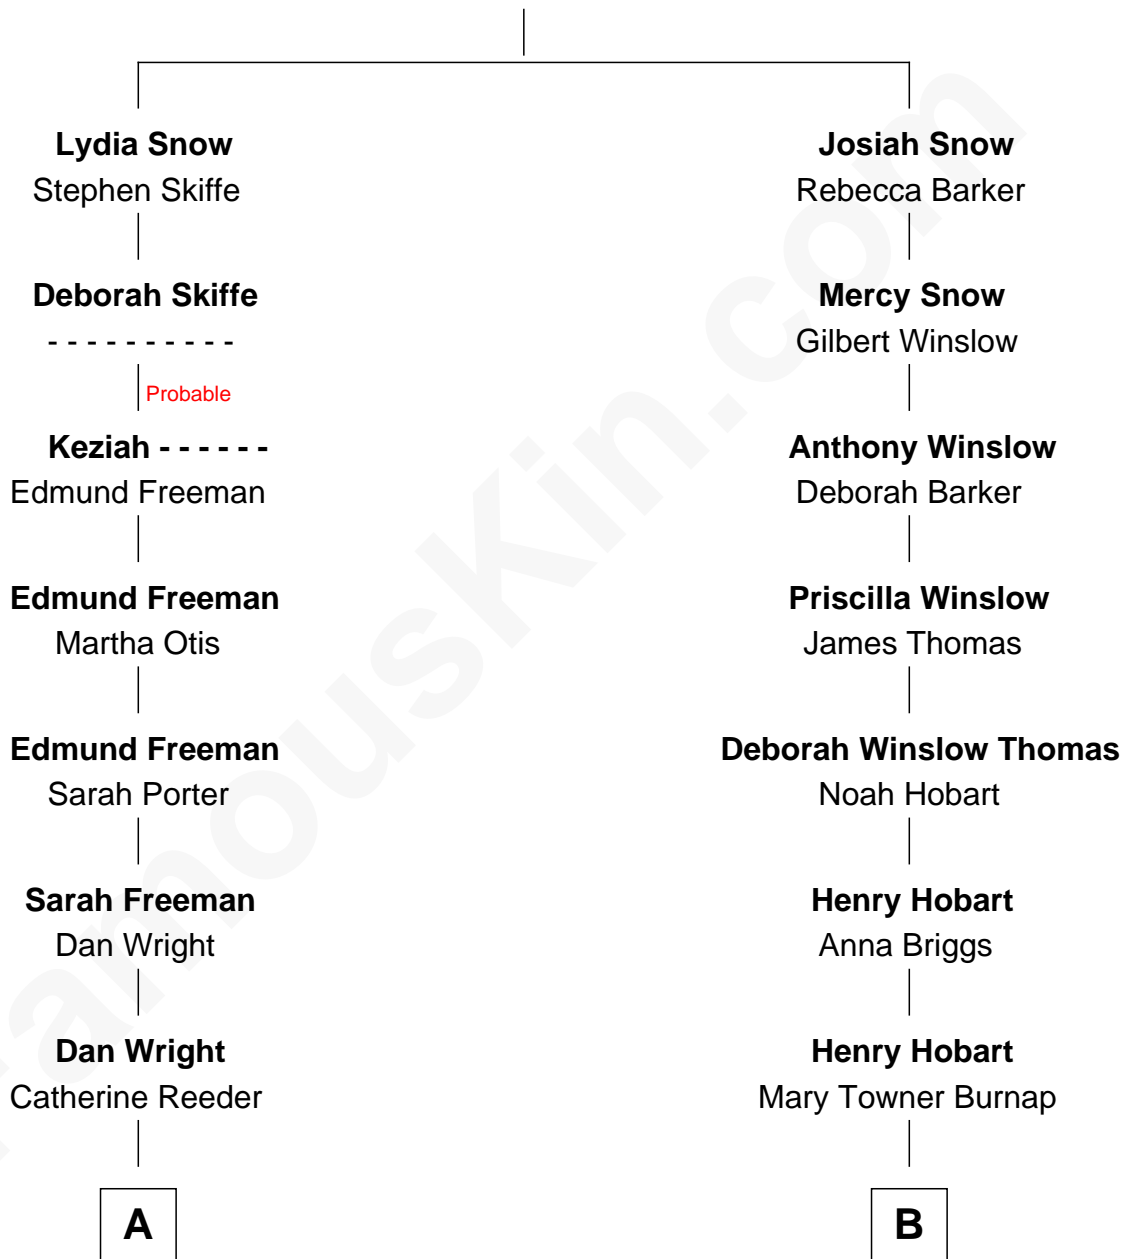 Lydia Snow
Stephen Skiffe
Deborah Skiffe
- - - - - - - - - -
Probable
Keziah - - - - - -
Edmund Freeman
Edmund Freeman
Martha Otis
Edmund Freeman
Sarah Porter
Sarah Freeman
Dan Wright
Dan Wright
Catherine Reeder
A
Josiah Snow
Rebecca Barker
Mercy Snow
Gilbert Winslow
Anthony Winslow
Deborah Barker
Priscilla Winslow
James Thomas
Deborah Winslow Thomas
Noah Hobart
Henry Hobart
Anna Briggs
Henry Hobart
Mary Towner Burnap
B
FamousKin.com